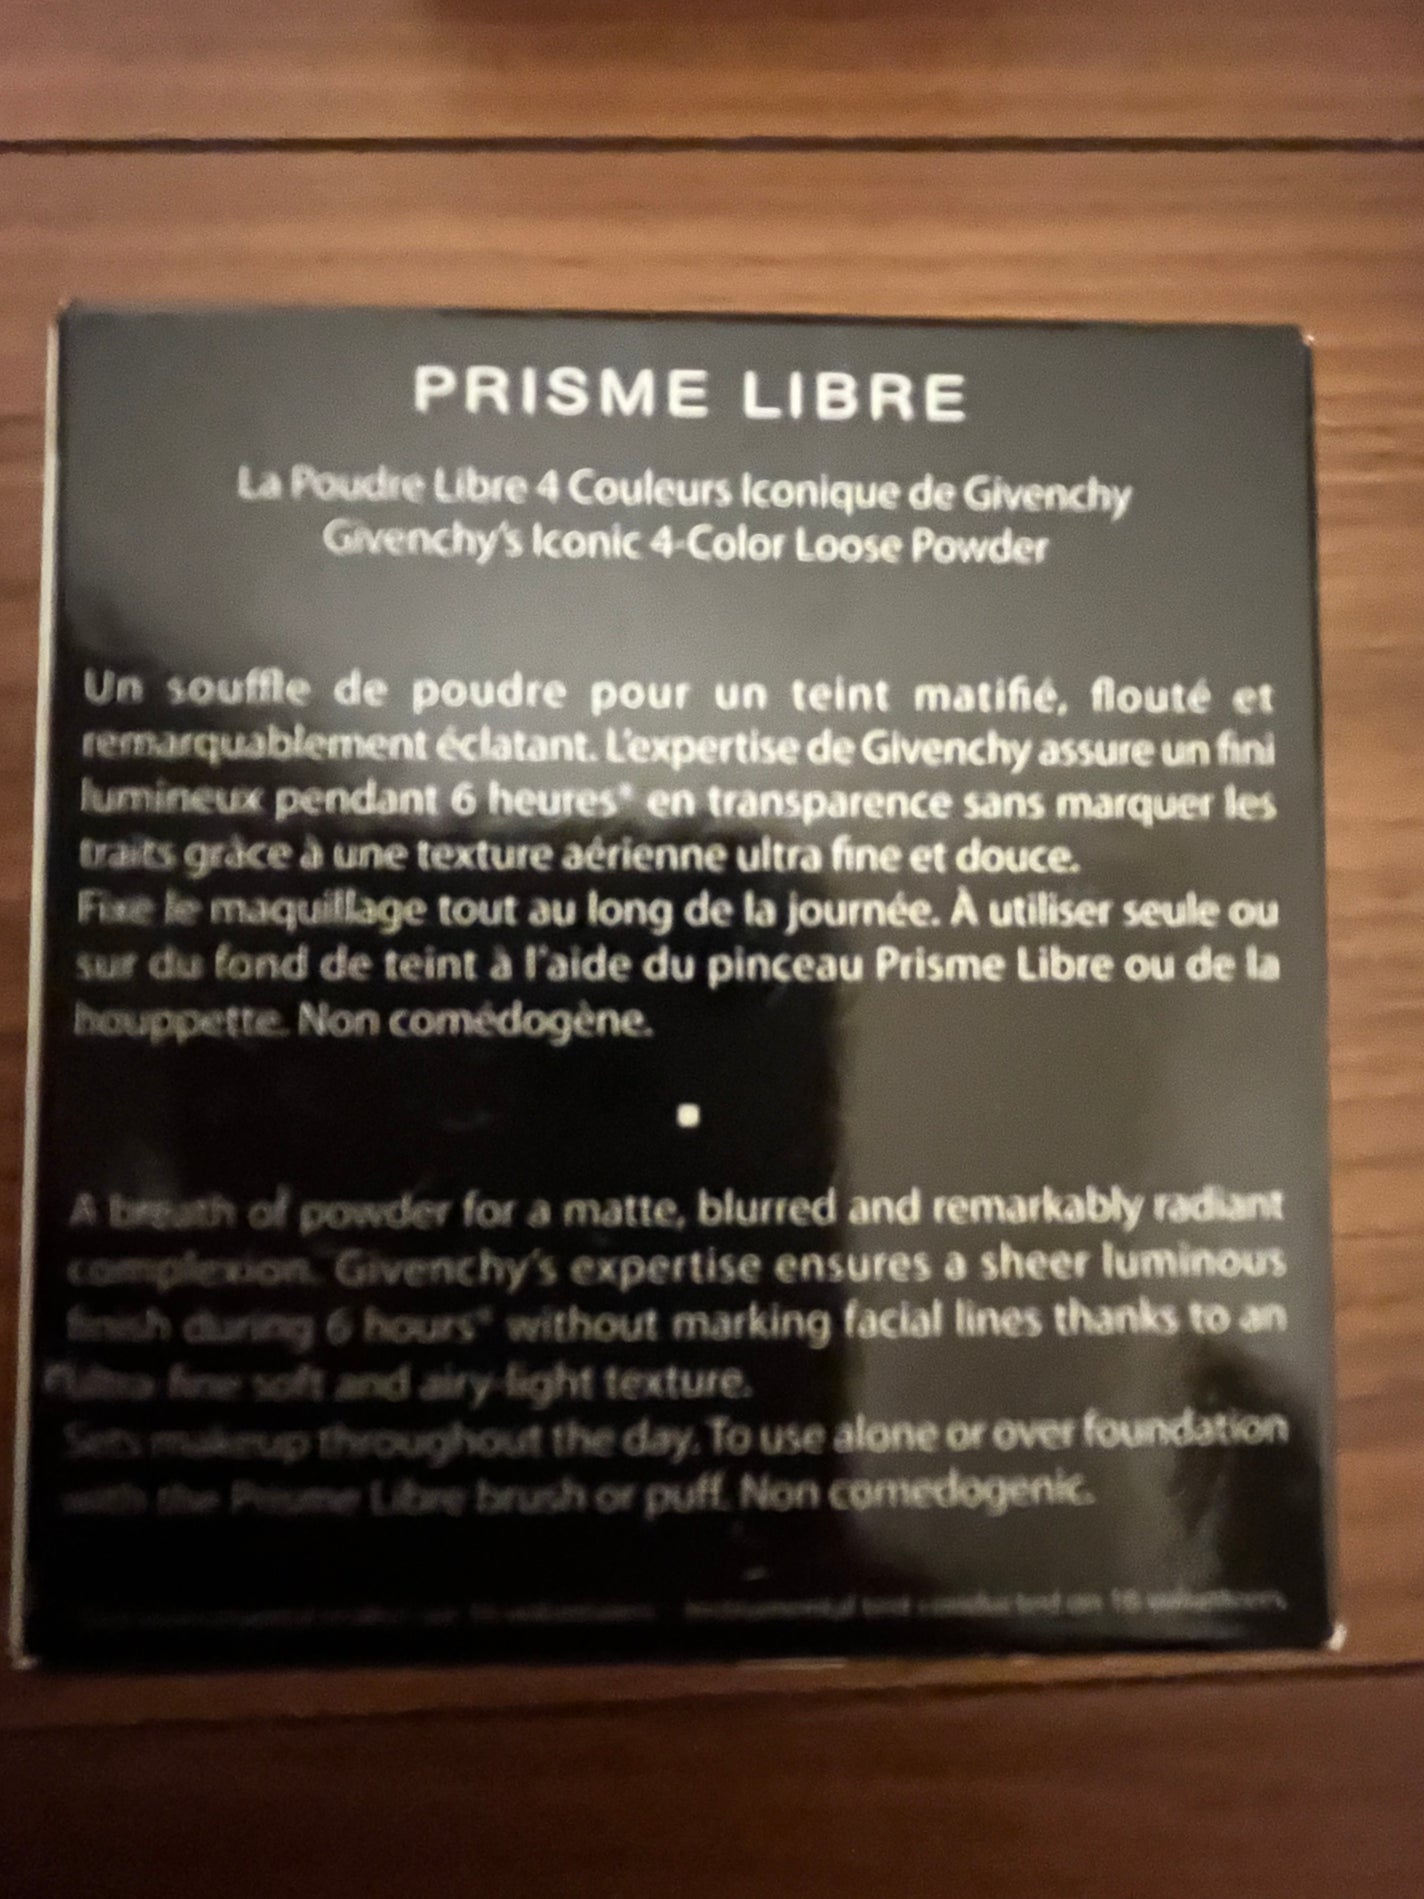 PRISME LIBRE
La Poudre Libre 4 Couleurs Iconique de Givenchy
Givenchy's Iconic 4-Color Loose Powder
Un souffle de poudre pour un teint matifié, flouté et
remarquablement éclatant. L'expertise de Givenchy assure un fini
lumineux pendant 6 heures* en transparence sans marquer les
traits grâce à une texture aérienne ultra fine et douce.
Fixe le maquillage tout au long de la journée. À utiliser seule ou
sur du fond de teint à l'aide du pinceau Prisme Libre ou de la
houppette. Non comédogène.
A breath of powder for a matte, blurred and remarkably radiant
complexion. Givenchy's expertise ensures a sheer luminous
finish during 6 hours* without marking facial lines thanks to an
ultra fine soft and airy-light texture.
Sets makeup throughout the day. To use alone or over foundation
with the Prisme Libre brush or puff. Non comedogenic.
Instrumental test conducted on volunteers.